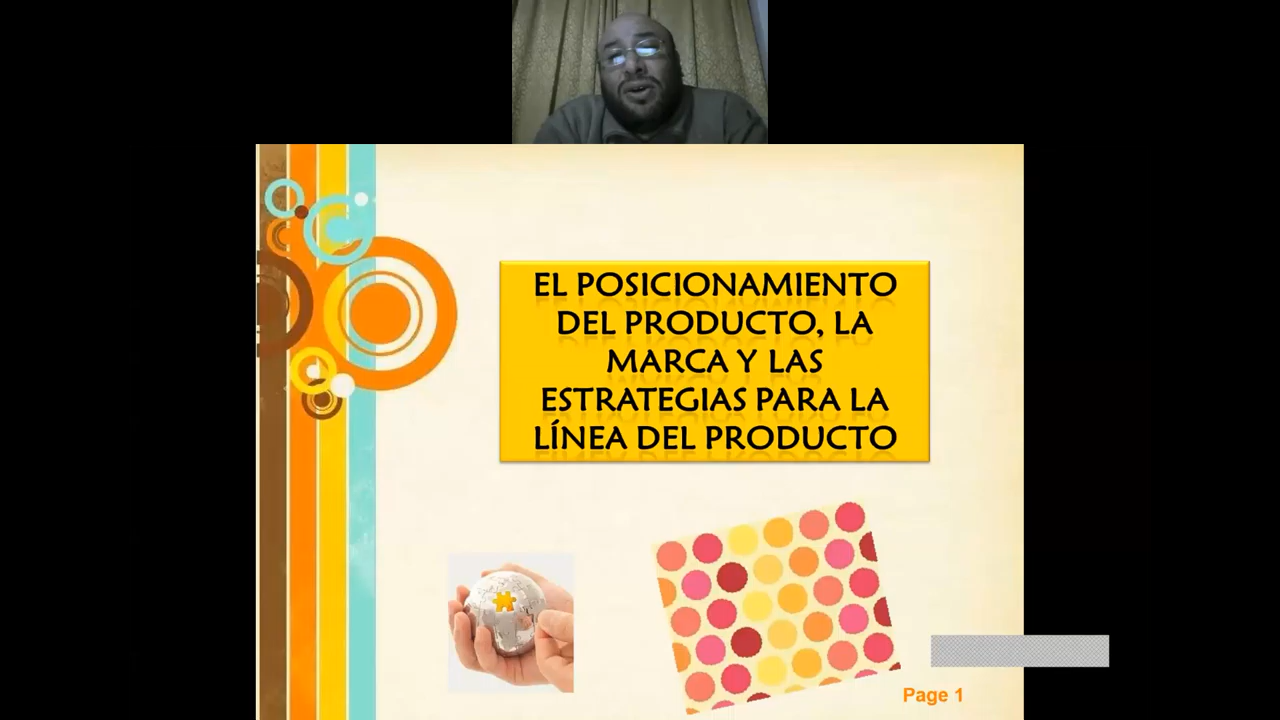 EL POSICIONAMIENTO
DEL PRODUCTO, LA
MARCA Y LAS
ESTRATEGIAS PARA LA
LÍNEA DEL PRODUCTO
Page 1